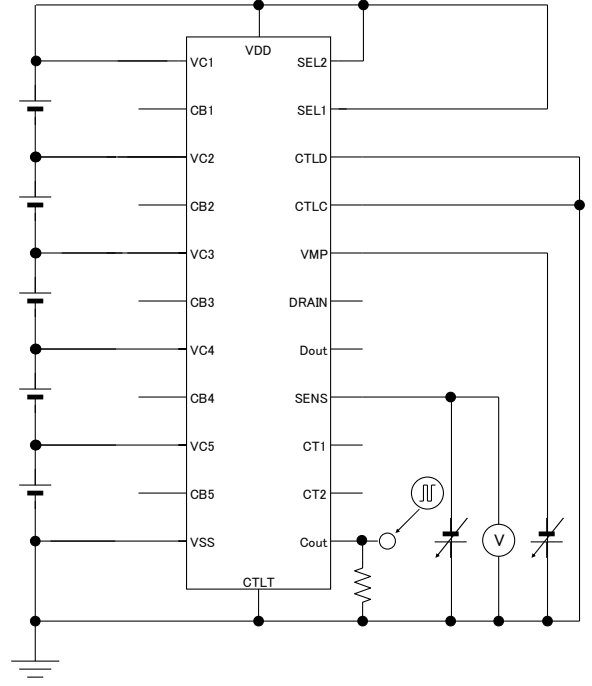 VDD
VC1 SEL2
CB1 SEL1
VC2 CTLD
CB2 CTLC
VC3 VMP
CB3 DRAIN
VC4 Dout
CB4 SENS
VC5 CT1
CB5 CT2
VSS Cout
V
CTLT